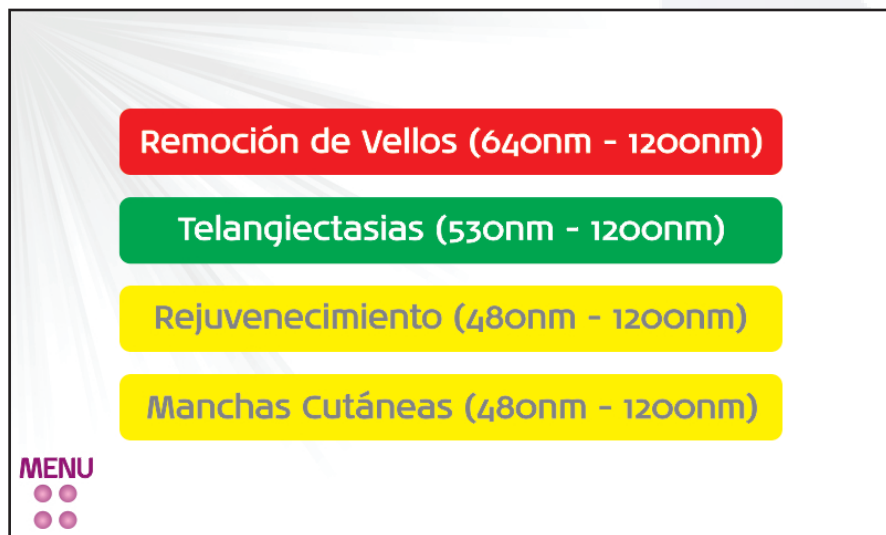 Remoción de Vellos (640nm - 1200nm)
Telangiectasias (530nm - 1200nm)
Rejuvenecimiento (480nm - 1200nm)
Manchas Cutáneas (480nm - 1200nm)
MENU